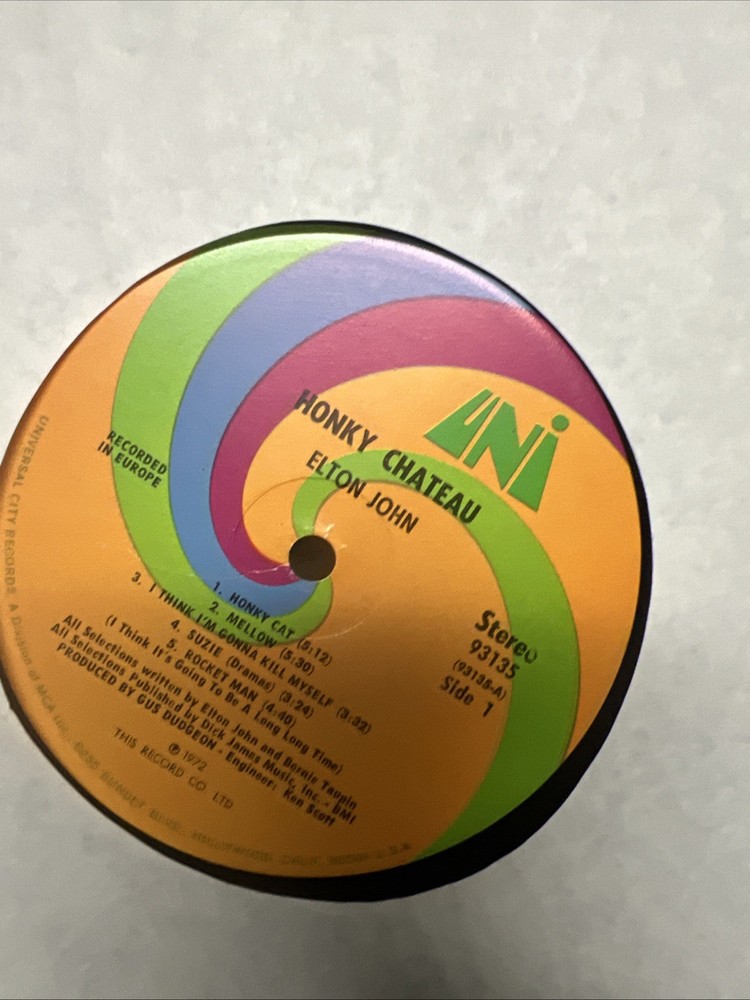 UNi
HONKY CHATEAU
ELTON JOHN
RECORDED
IN EUROPE
Stereo
93135
(93135-A)
Side 1
1. HONKY CAT (5:12)
2. MELLOW (5:30)
3. I THINK I'M GONNA KILL MYSELF (3:32)
4. SUZIE (Dramas) (3:24)
5. ROCKET MAN (4:40)
(I Think It's Going To Be A Long Long Time)
All Selections written by Elton John and Bernie Taupin
All Selections Published by Dick James Music, Inc. - BMI
PRODUCED BY GUS DUDGEON - Engineer: Ken Scott
℗ 1972
THIS RECORD CO. LTD
UNIVERSAL CITY RECORDS, A Division of MCA Inc. U.S.A.